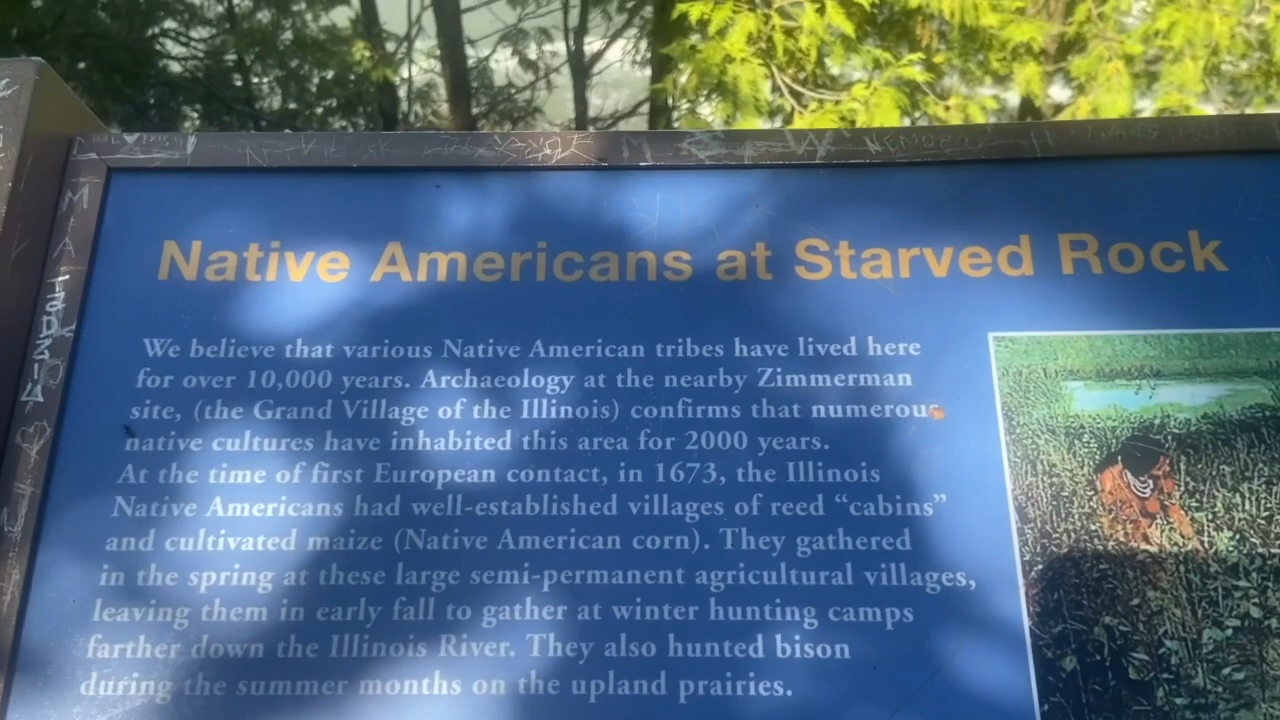 Native Americans at Starved Rock
We believe that various Native American tribes have lived here
for over 10,000 years. Archaeology at the nearby Zimmerman
site, (the Grand Village of the Illinois) confirms that numerous
native cultures have inhabited this area for 2000 years.
At the time of first European contact, in 1673, the Illinois
Native Americans had well-established villages of reed “cabins”
and cultivated maize (Native American corn). They gathered
in the spring at these large semi-permanent agricultural villages,
leaving them in early fall to gather at winter hunting camps
farther down the Illinois River. They also hunted bison
during the summer months on the upland prairies.